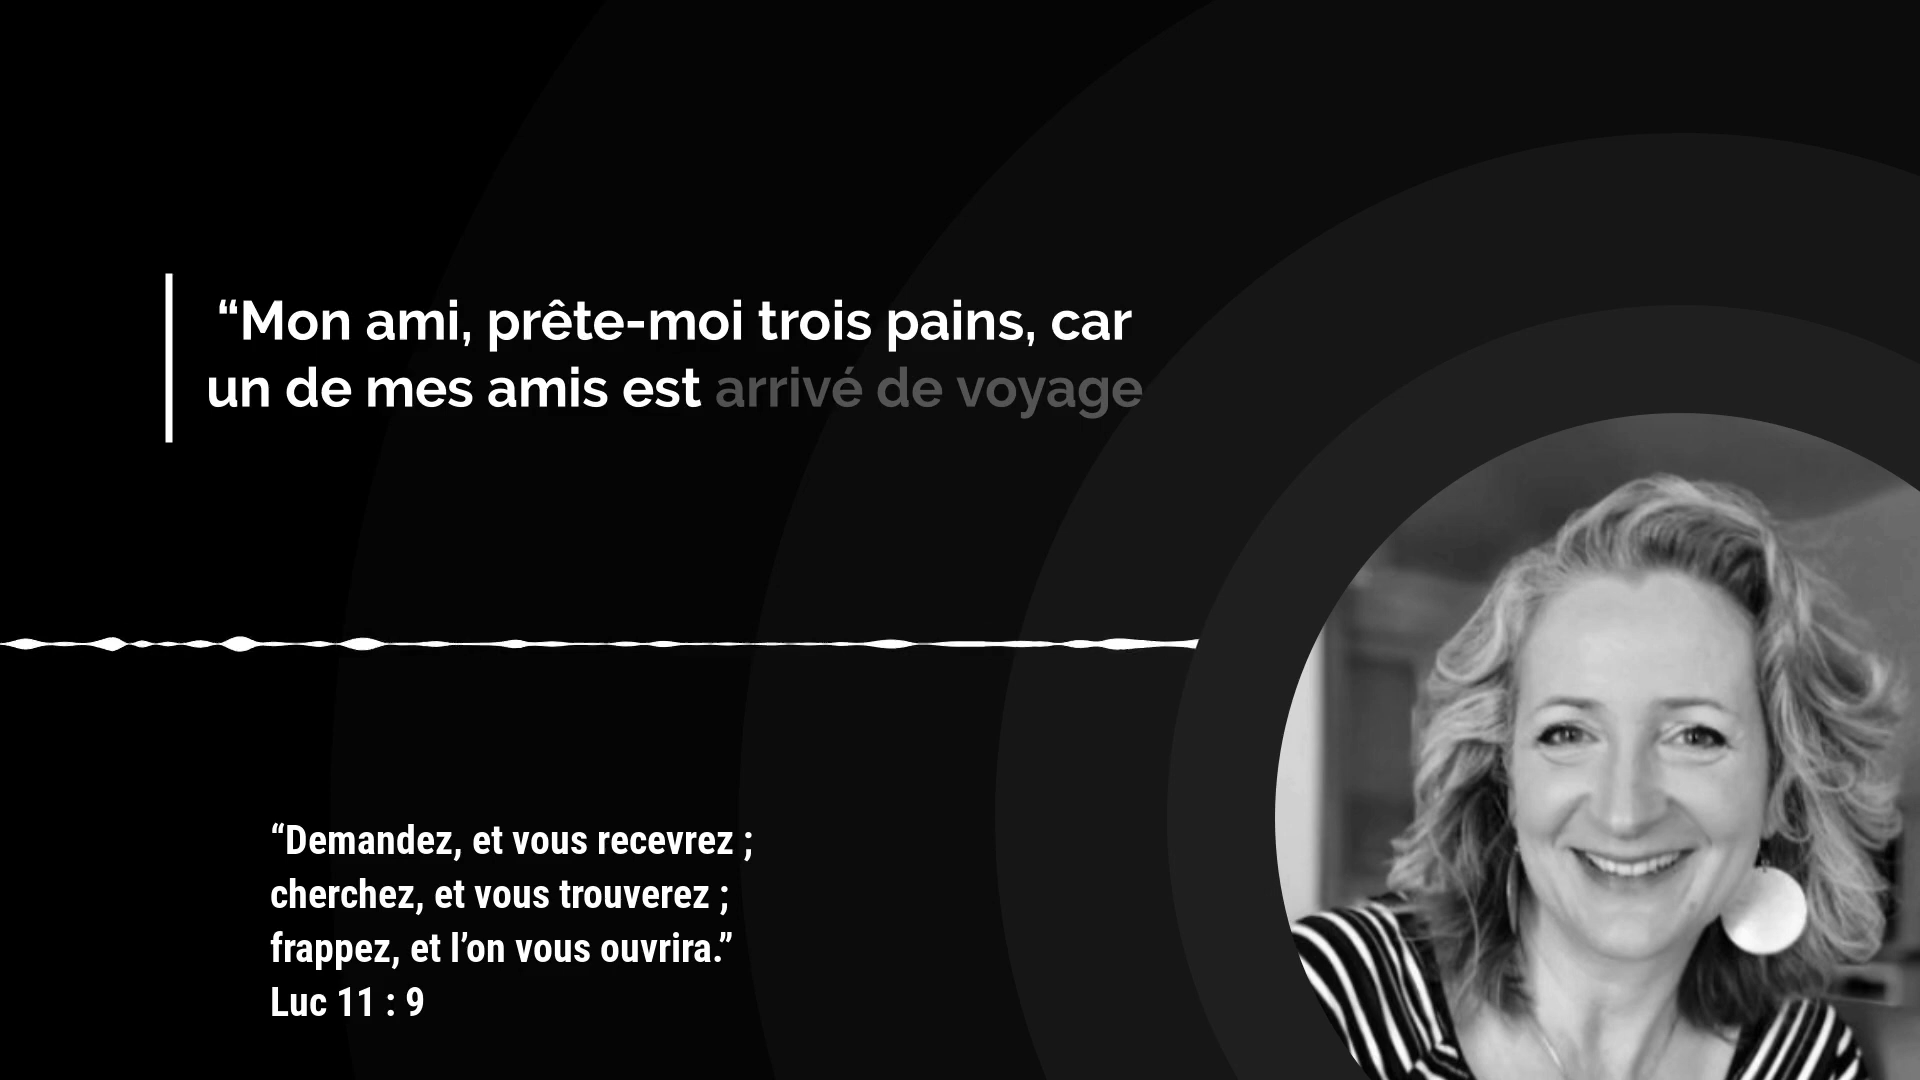 “Mon ami, prête-moi trois pains, car
un de mes amis est arrivé de voyage
“Demandez, et vous recevrez ;
cherchez, et vous trouverez ;
frappez, et l’on vous ouvrira.”
Luc 11 : 9